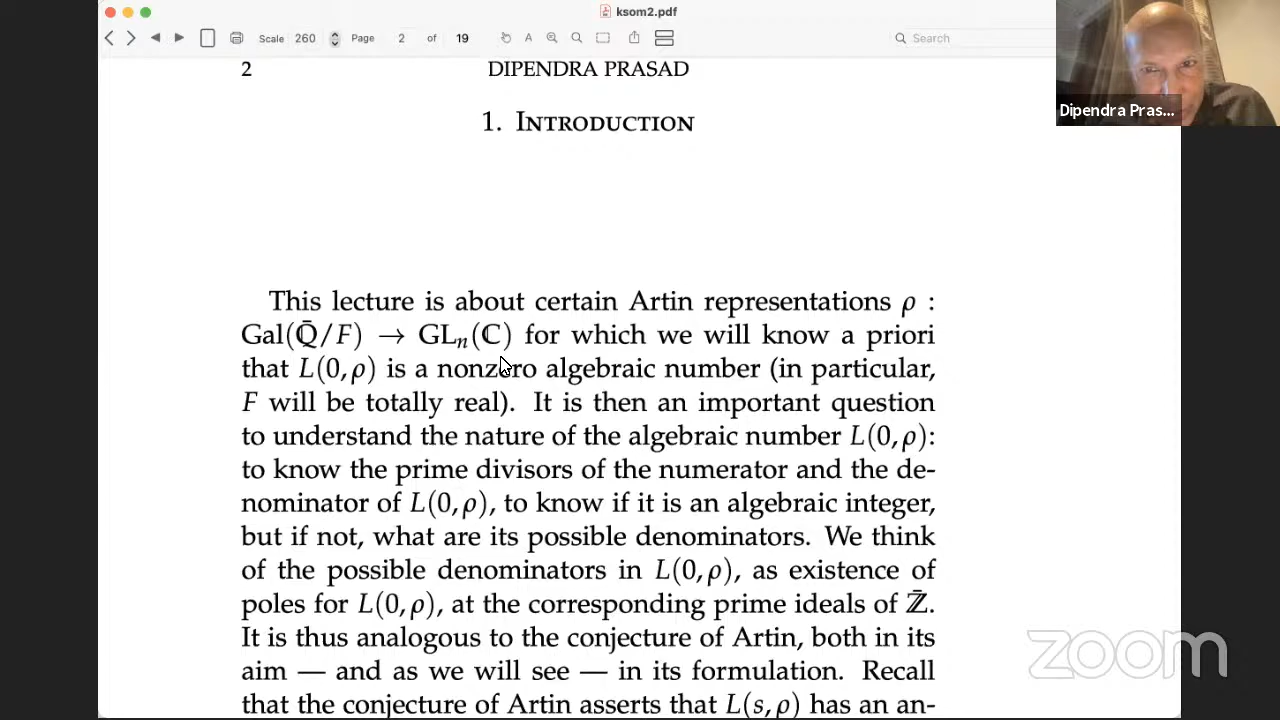 ksom2.pdf
Scale 260 Page 2 of 19 Search
2 DIPENDRA PRASAD
1. INTRODUCTION
Dipendra Pras...
This lecture is about certain Artin representations ρ :
Gal(Q̄/F) → GLₙ(ℂ) for which we will know a priori
that L(0, ρ) is a nonzero algebraic number (in particular,
F will be totally real). It is then an important question
to understand the nature of the algebraic number L(0, ρ):
to know the prime divisors of the numerator and the de-
nominator of L(0, ρ), to know if it is an algebraic integer,
but if not, what are its possible denominators. We think
of the possible denominators in L(0, ρ), as existence of
poles for L(0, ρ), at the corresponding prime ideals of ℤ̄.
It is thus analogous to the conjecture of Artin, both in its
aim — and as we will see — in its formulation. Recall
that the conjecture of Artin asserts that L(s, ρ) has an an-
zoom